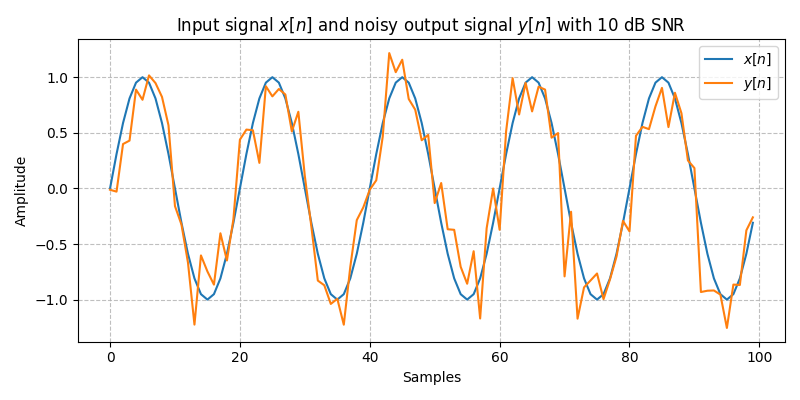 Input signal x[n] and noisy output signal y[n] with 10 dB SNR
x[n]
y[n]
Amplitude
1.0
0.5
0.0
−0.5
−1.0
0 20 40 60 80 100
Samples